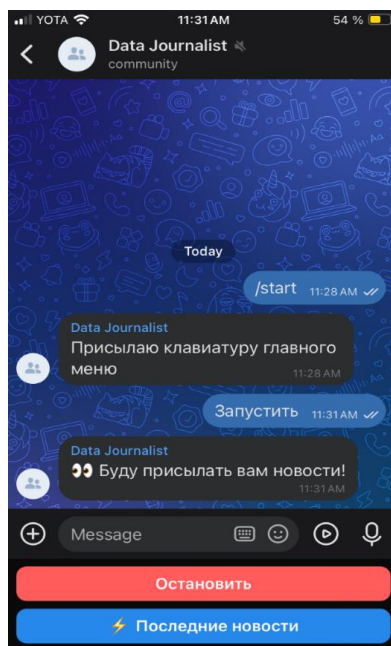 YOTA 11:31 AM 54 %
Data Journalist
community
Today
/start 11:28 AM
Data Journalist
Присылаю клавиатуру главного
меню 11:28 AM
Запустить 11:31 AM
Data Journalist
👀 Буду присылать вам новости!
11:31 AM
Message
Остановить
⚡ Последние новости